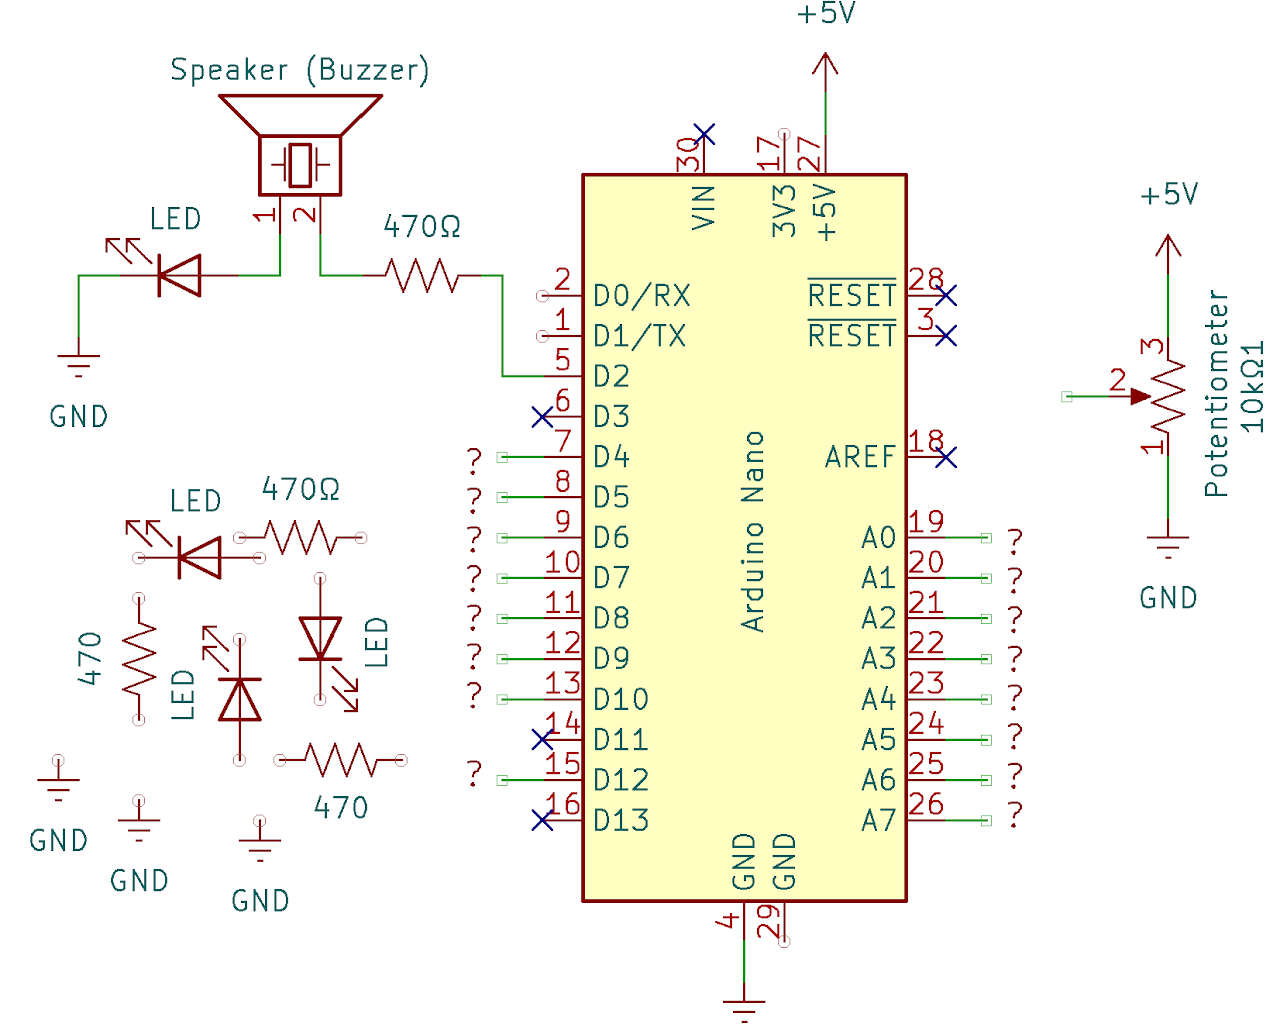 +5V
Speaker (Buzzer)
30
17
27
VIN
3V3
+5V
+5V
LED
1
2
470Ω
2
D0/RX
RESET
28
1
D1/TX
RESET
3
5
D2
6
D3
3
2
1
Potentiometer
10kΩ1
GND
?
7
D4
AREF
18
LED
470Ω
?
8
D5
Arduino Nano
?
9
D6
A0
19
?
?
10
D7
A1
20
?
GND
?
11
D8
A2
21
?
470
LED
LED
?
12
D9
A3
22
?
?
13
D10
A4
23
?
14
D11
A5
24
?
?
15
D12
A6
25
?
470
16
D13
A7
26
?
GND
GND
GND
GND
GND
4
29